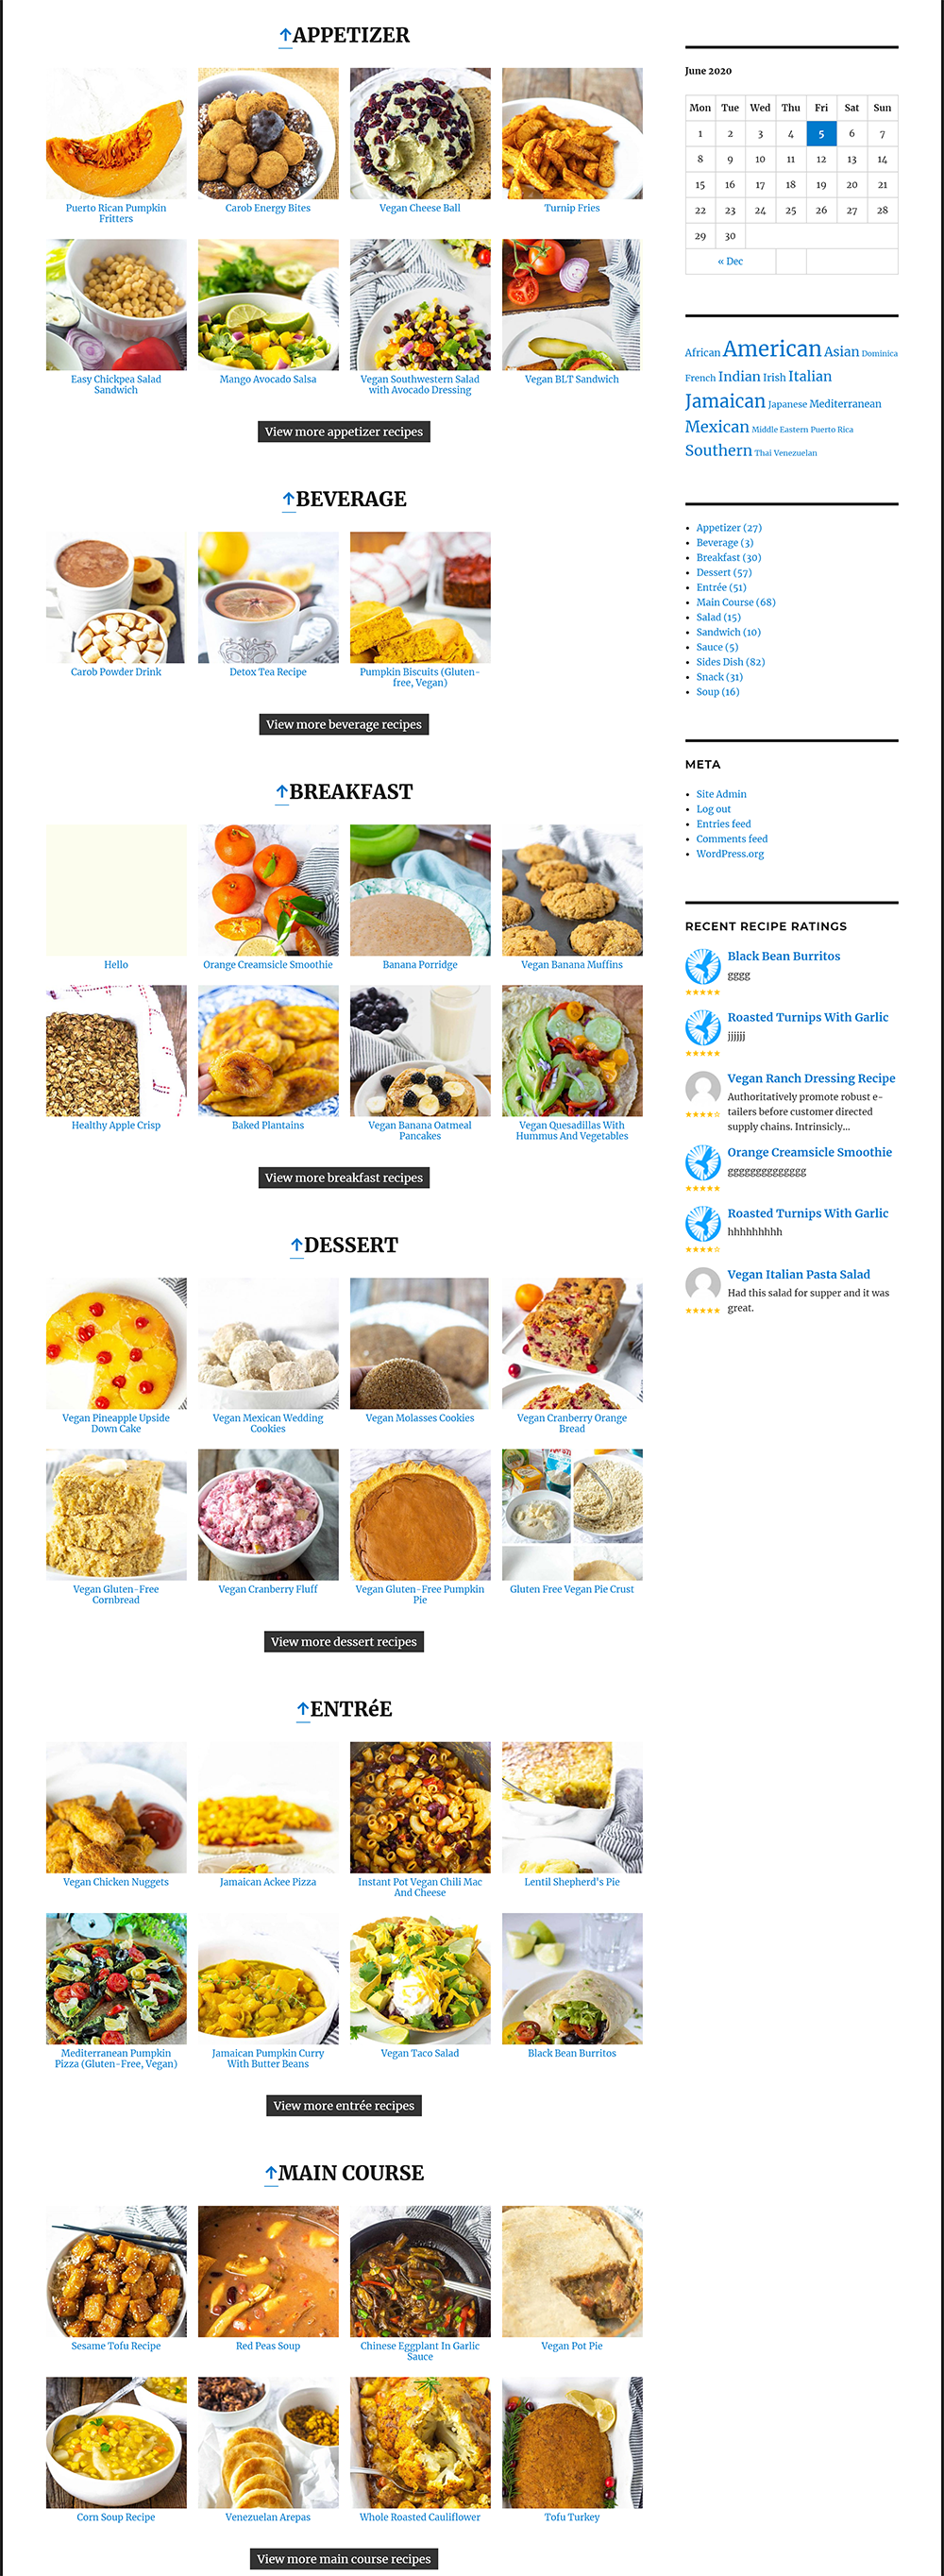 ↑APPETIZER
Puerto Rican Pumpkin
Fritters
Carob Energy Bites
Vegan Cheese Ball
Turnip Fries
Easy Chickpea Salad
Sandwich
Mango Avocado Salsa
Vegan Southwestern Salad
with Avocado Dressing
Vegan BLT Sandwich
View more appetizer recipes
↑BEVERAGE
Carob Powder Drink
Detox Tea Recipe
Pumpkin Biscuits (Gluten-
free, Vegan)
View more beverage recipes
↑BREAKFAST
Hello
Orange Creamsicle Smoothie
Banana Porridge
Vegan Banana Muffins
Healthy Apple Crisp
Baked Plantains
Vegan Banana Oatmeal
Pancakes
Vegan Quesadillas With
Hummus And Vegetables
View more breakfast recipes
↑DESSERT
Vegan Pineapple Upside
Down Cake
Vegan Mexican Wedding
Cookies
Vegan Molasses Cookies
Vegan Cranberry Orange
Bread
Vegan Gluten-Free
Cornbread
Vegan Cranberry Fluff
Vegan Gluten-Free Pumpkin
Pie
Gluten Free Vegan Pie Crust
View more dessert recipes
↑ENTRéE
Vegan Chicken Nuggets
Jamaican Ackee Pizza
Instant Pot Vegan Chili Mac
And Cheese
Lentil Shepherd's Pie
Mediterranean Pumpkin
Pizza (Gluten-Free, Vegan)
Jamaican Pumpkin Curry
With Butter Beans
Vegan Taco Salad
Black Bean Burritos
View more entrée recipes
↑MAIN COURSE
Sesame Tofu Recipe
Red Peas Soup
Chinese Eggplant In Garlic
Sauce
Vegan Pot Pie
Corn Soup Recipe
Venezuelan Arepas
Whole Roasted Cauliflower
Tofu Turkey
View more main course recipes
June 2020
Mon Tue Wed Thu Fri Sat Sun
1 2 3 4 5 6 7
8 9 10 11 12 13 14
15 16 17 18 19 20 21
22 23 24 25 26 27 28
29 30
« Dec
African American Asian Dominica
French Indian Irish Italian
Jamaican Japanese Mediterranean
Mexican Middle Eastern Puerto Rica
Southern Thai Venezuelan
Appetizer (27)
Beverage (3)
Breakfast (30)
Dessert (57)
Entrée (51)
Main Course (68)
Salad (15)
Sandwich (10)
Sauce (5)
Sides Dish (82)
Snack (31)
Soup (16)
META
Site Admin
Log out
Entries feed
Comments feed
WordPress.org
RECENT RECIPE RATINGS
Black Bean Burritos
gggg
Roasted Turnips With Garlic
jjjjjj
Vegan Ranch Dressing Recipe
Authoritatively promote robust e-
tailers before customer directed
supply chains. Intrinsicly...
Orange Creamsicle Smoothie
gggggggggggggg
Roasted Turnips With Garlic
hhhhhhhhh
Vegan Italian Pasta Salad
Had this salad for supper and it was
great.